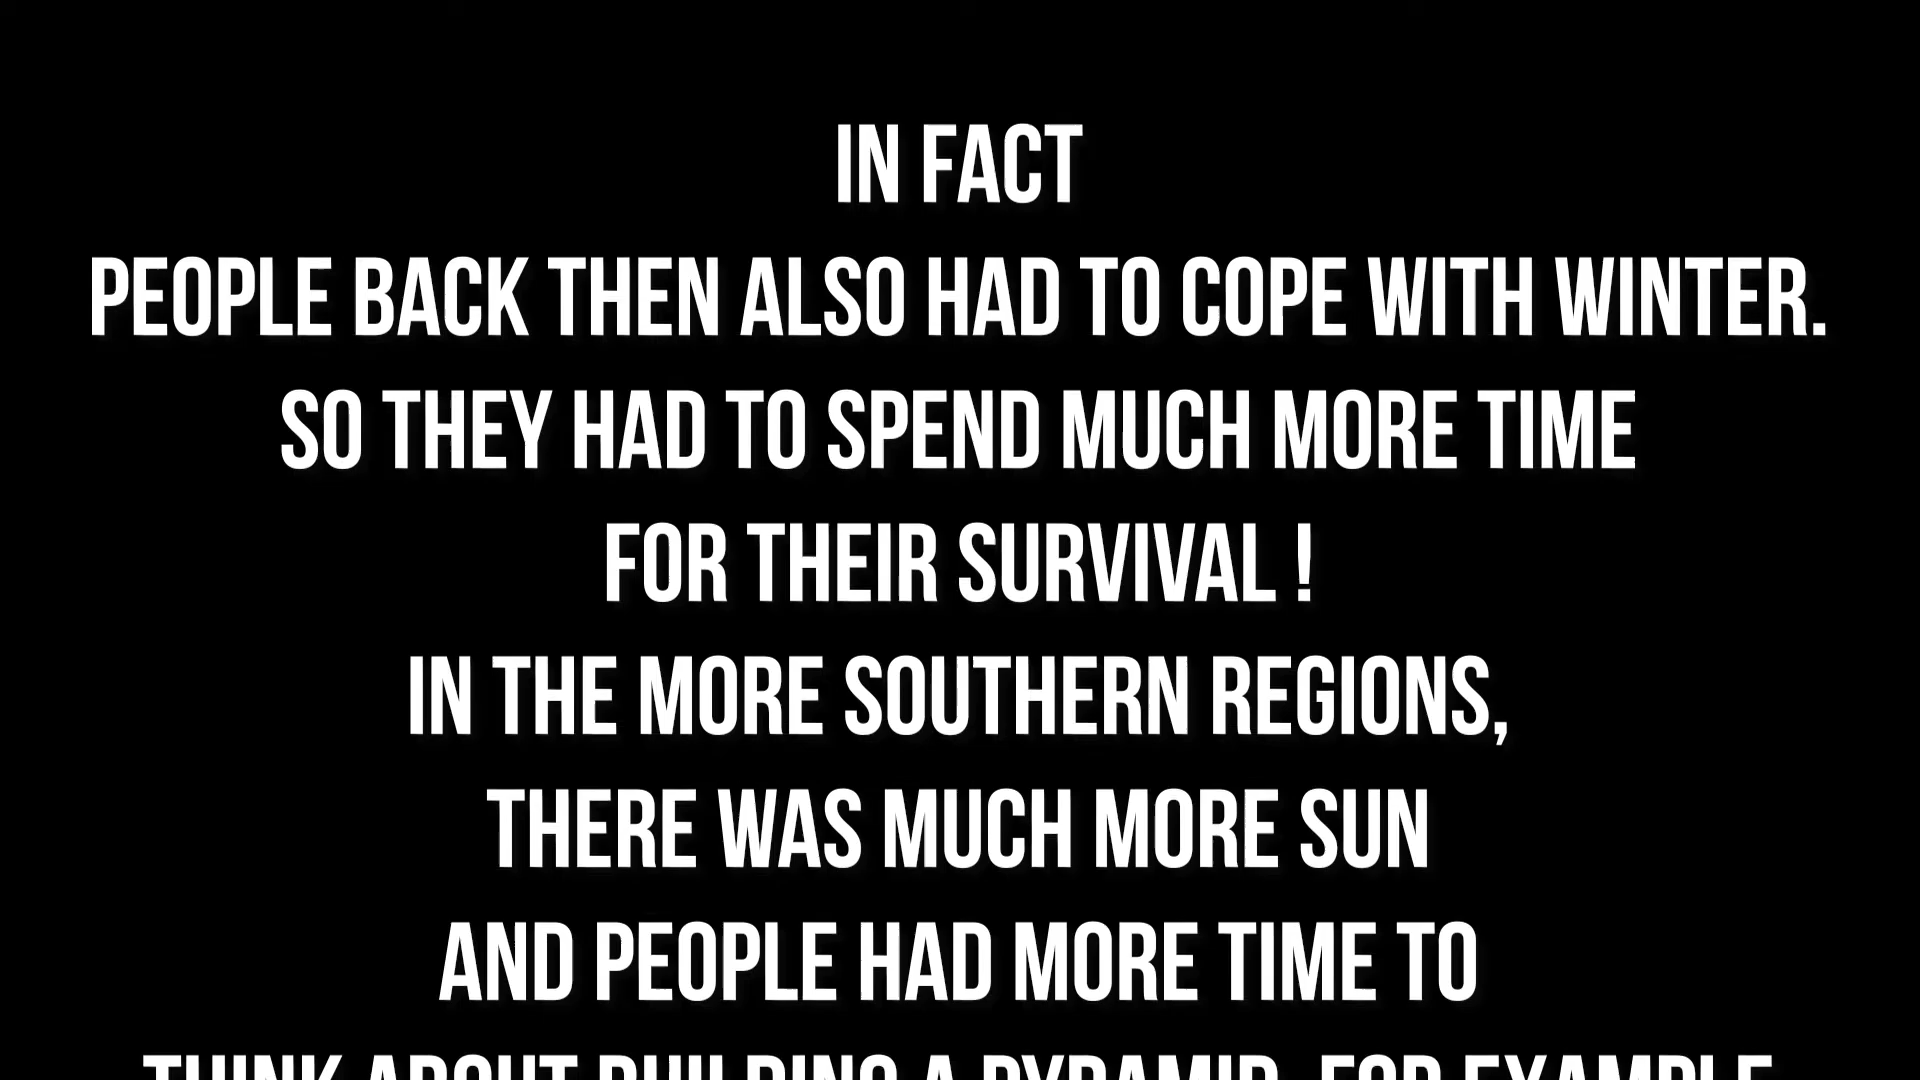 IN FACT
PEOPLE BACK THEN ALSO HAD TO COPE WITH WINTER.
SO THEY HAD TO SPEND MUCH MORE TIME
FOR THEIR SURVIVAL !
IN THE MORE SOUTHERN REGIONS,
THERE WAS MUCH MORE SUN
AND PEOPLE HAD MORE TIME TO
THINK ABOUT BUILDING A PYRAMID, FOR EXAMPLE